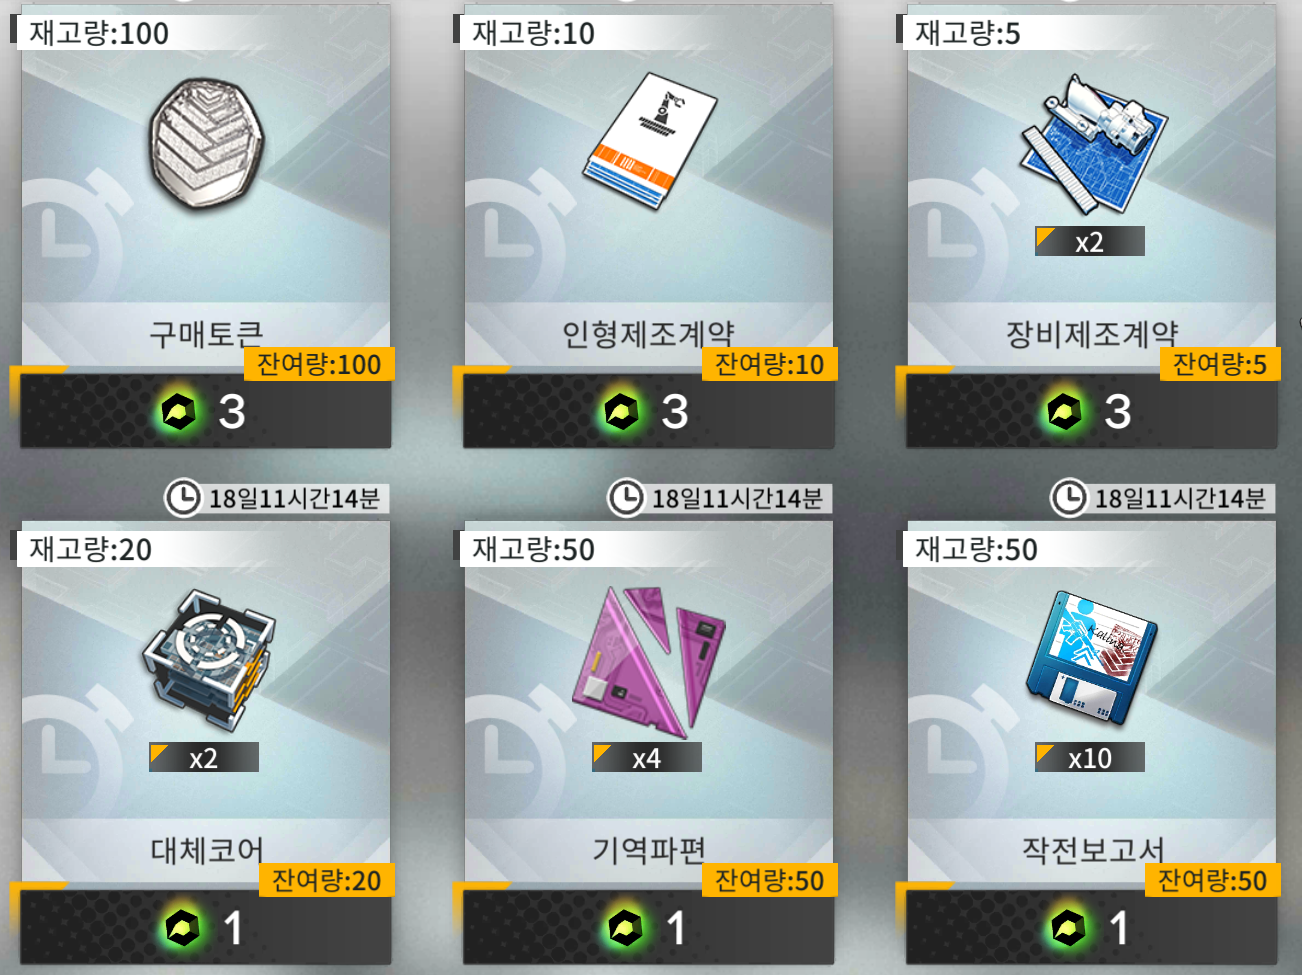 재고량:100
구매토큰
잔여량:100
3
재고량:10
인형제조계약
잔여량:10
3
재고량:5
x2
장비제조계약
잔여량:5
3
18일11시간14분
재고량:20
x2
대체코어
잔여량:20
1
18일11시간14분
재고량:50
x4
기억파편
잔여량:50
1
18일11시간14분
재고량:50
Kalina
x10
작전보고서
잔여량:50
1